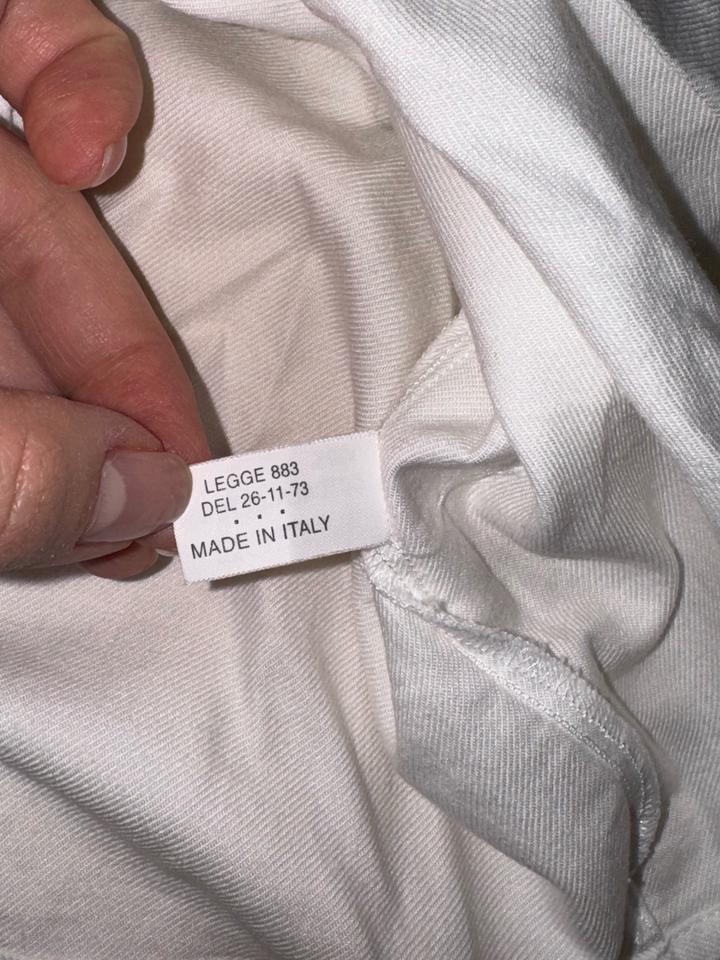 LEGGE 883
DEL 26-11-73
. . .
MADE IN ITALY